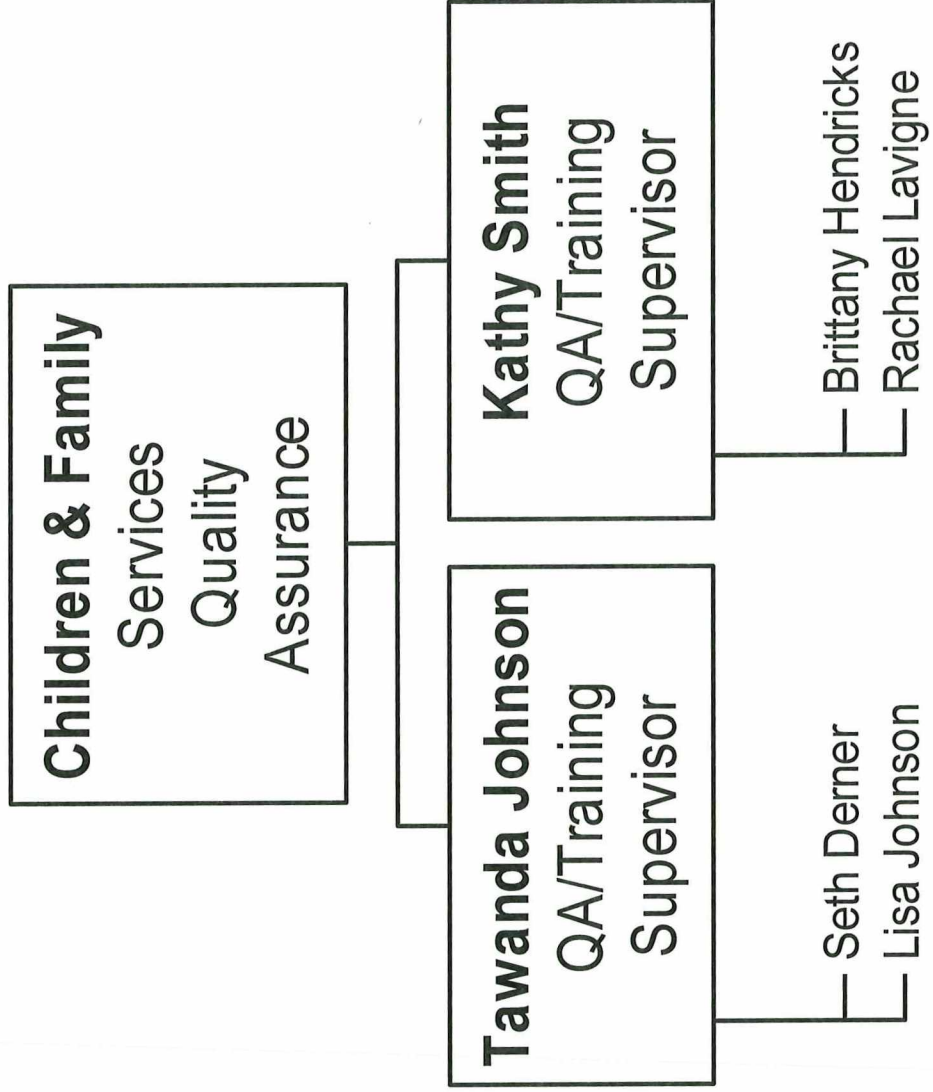 Children & Family
Services
Quality
Assurance
Tawanda Johnson
QA/Training
Supervisor
Seth Derner
Lisa Johnson
Kathy Smith
QA/Training
Supervisor
Brittany Hendricks
Rachael Lavigne